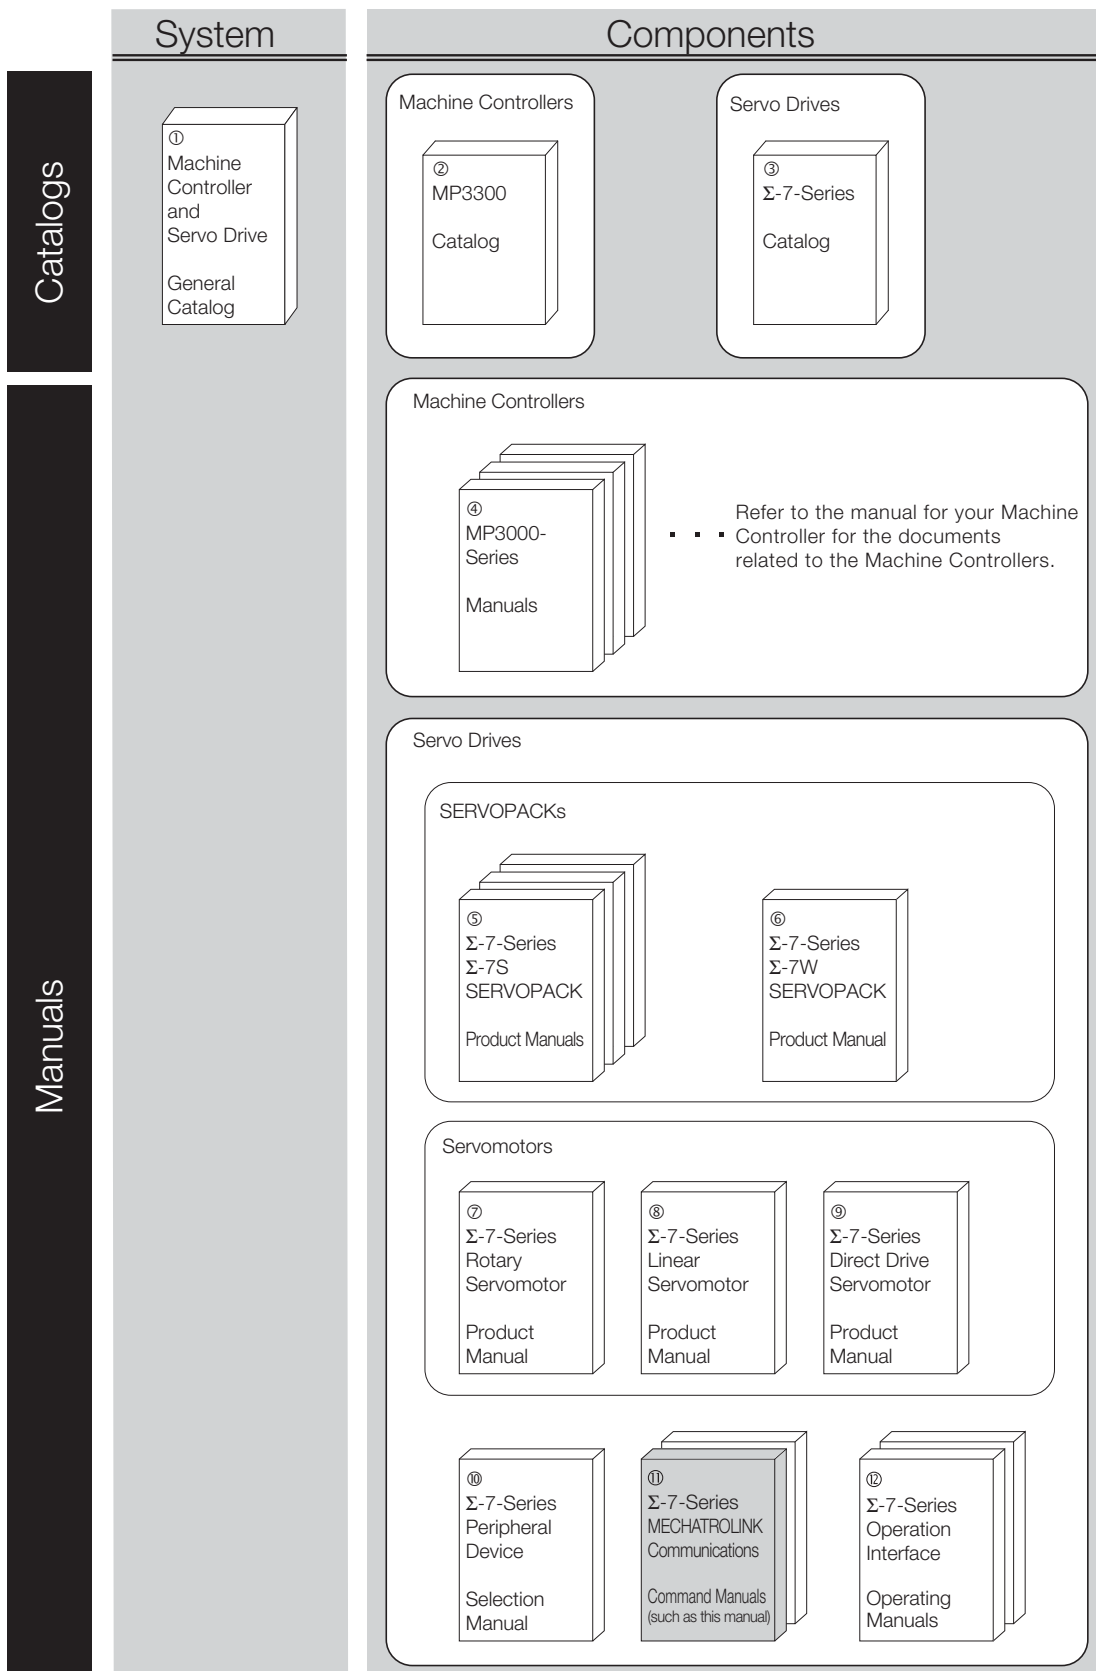 System
Components
Catalogs
①
Machine
Controller
and
Servo Drive
General
Catalog
Machine Controllers
②
MP3300
Catalog
Servo Drives
③
Σ-7-Series
Catalog
Manuals
Machine Controllers
④
MP3000-
Series
Manuals
Refer to the manual for your Machine
Controller for the documents
related to the Machine Controllers.
Servo Drives
SERVOPACKs
⑤
Σ-7-Series
Σ-7S
SERVOPACK
Product Manuals
⑥
Σ-7-Series
Σ-7W
SERVOPACK
Product Manual
Servomotors
⑦
Σ-7-Series
Rotary
Servomotor
Product
Manual
⑧
Σ-7-Series
Linear
Servomotor
Product
Manual
⑨
Σ-7-Series
Direct Drive
Servomotor
Product
Manual
⑩
Σ-7-Series
Peripheral
Device
Selection
Manual
⑪
Σ-7-Series
MECHATROLINK
Communications
Command Manuals
(such as this manual)
⑫
Σ-7-Series
Operation
Interface
Operating
Manuals